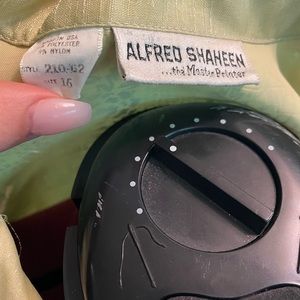 IN USA
POLYESTER
NYLON
STYLE 210-62
16
ALFRED SHAHEEN
...the Master Printer